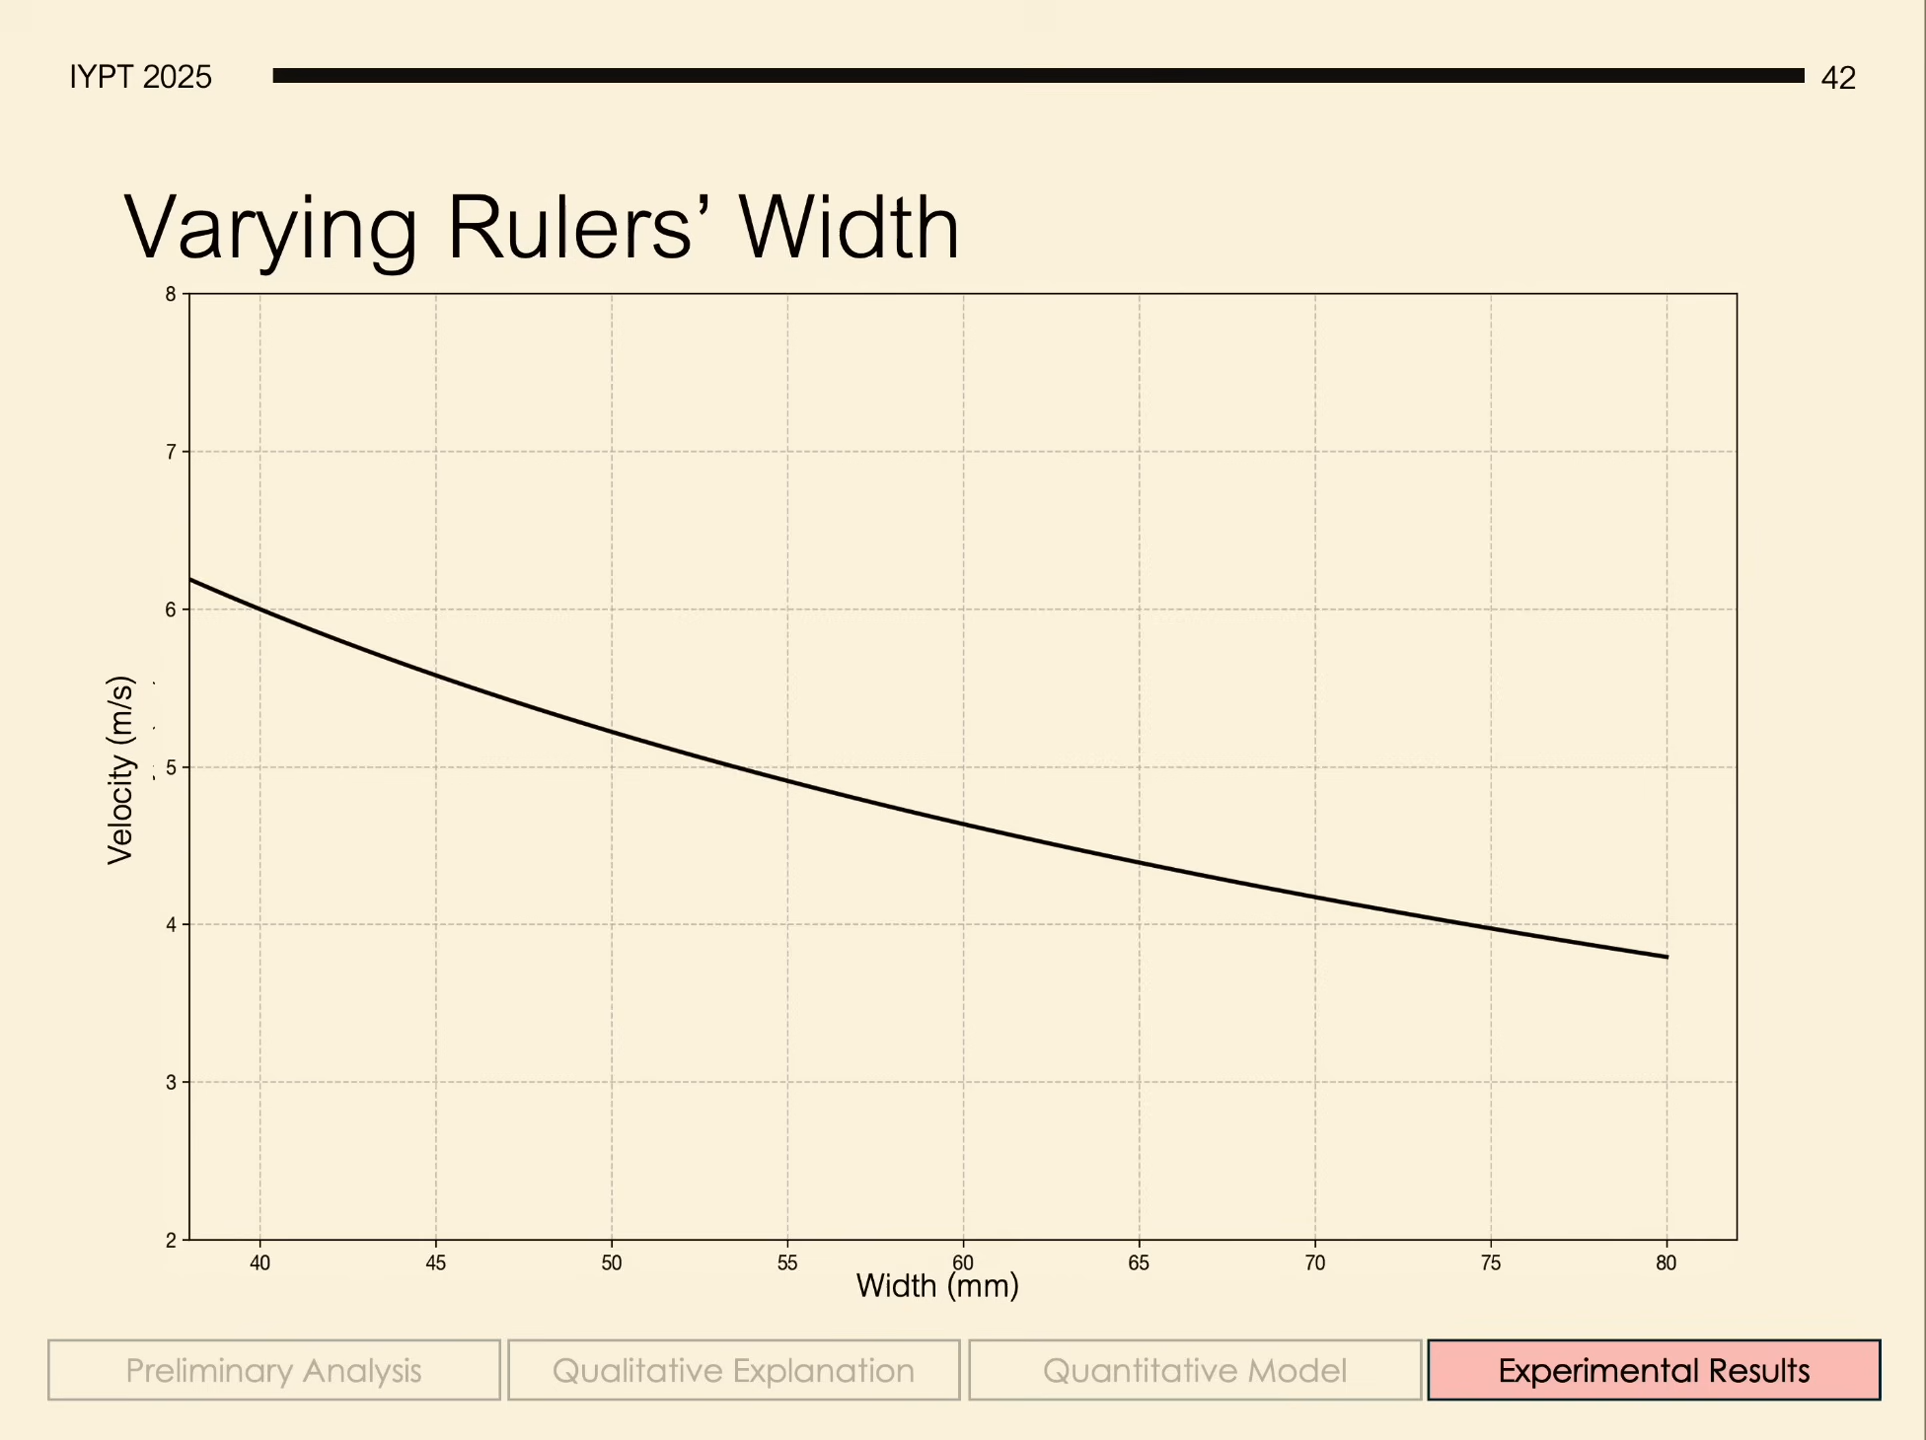 IYPT 2025
42
Varying Rulers’ Width
8
7
6
5
4
3
2
Velocity (m/s)
40 45 50 55 60 65 70 75 80
Width (mm)
Preliminary Analysis
Qualitative Explanation
Quantitative Model
Experimental Results